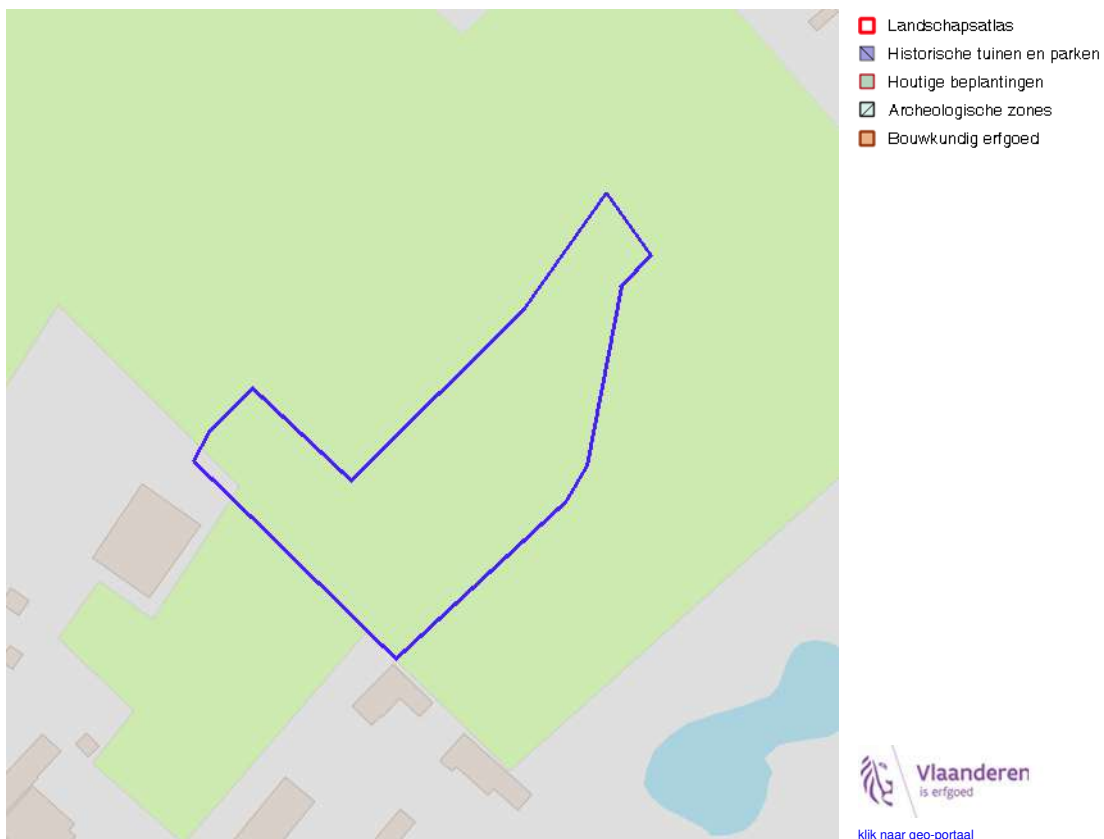 Landschapsatlas
Historische tuinen en parken
Houtige beplantingen
Archeologische zones
Bouwkundig erfgoed
Vlaanderen
is erfgoed
klik naar geo-portaal